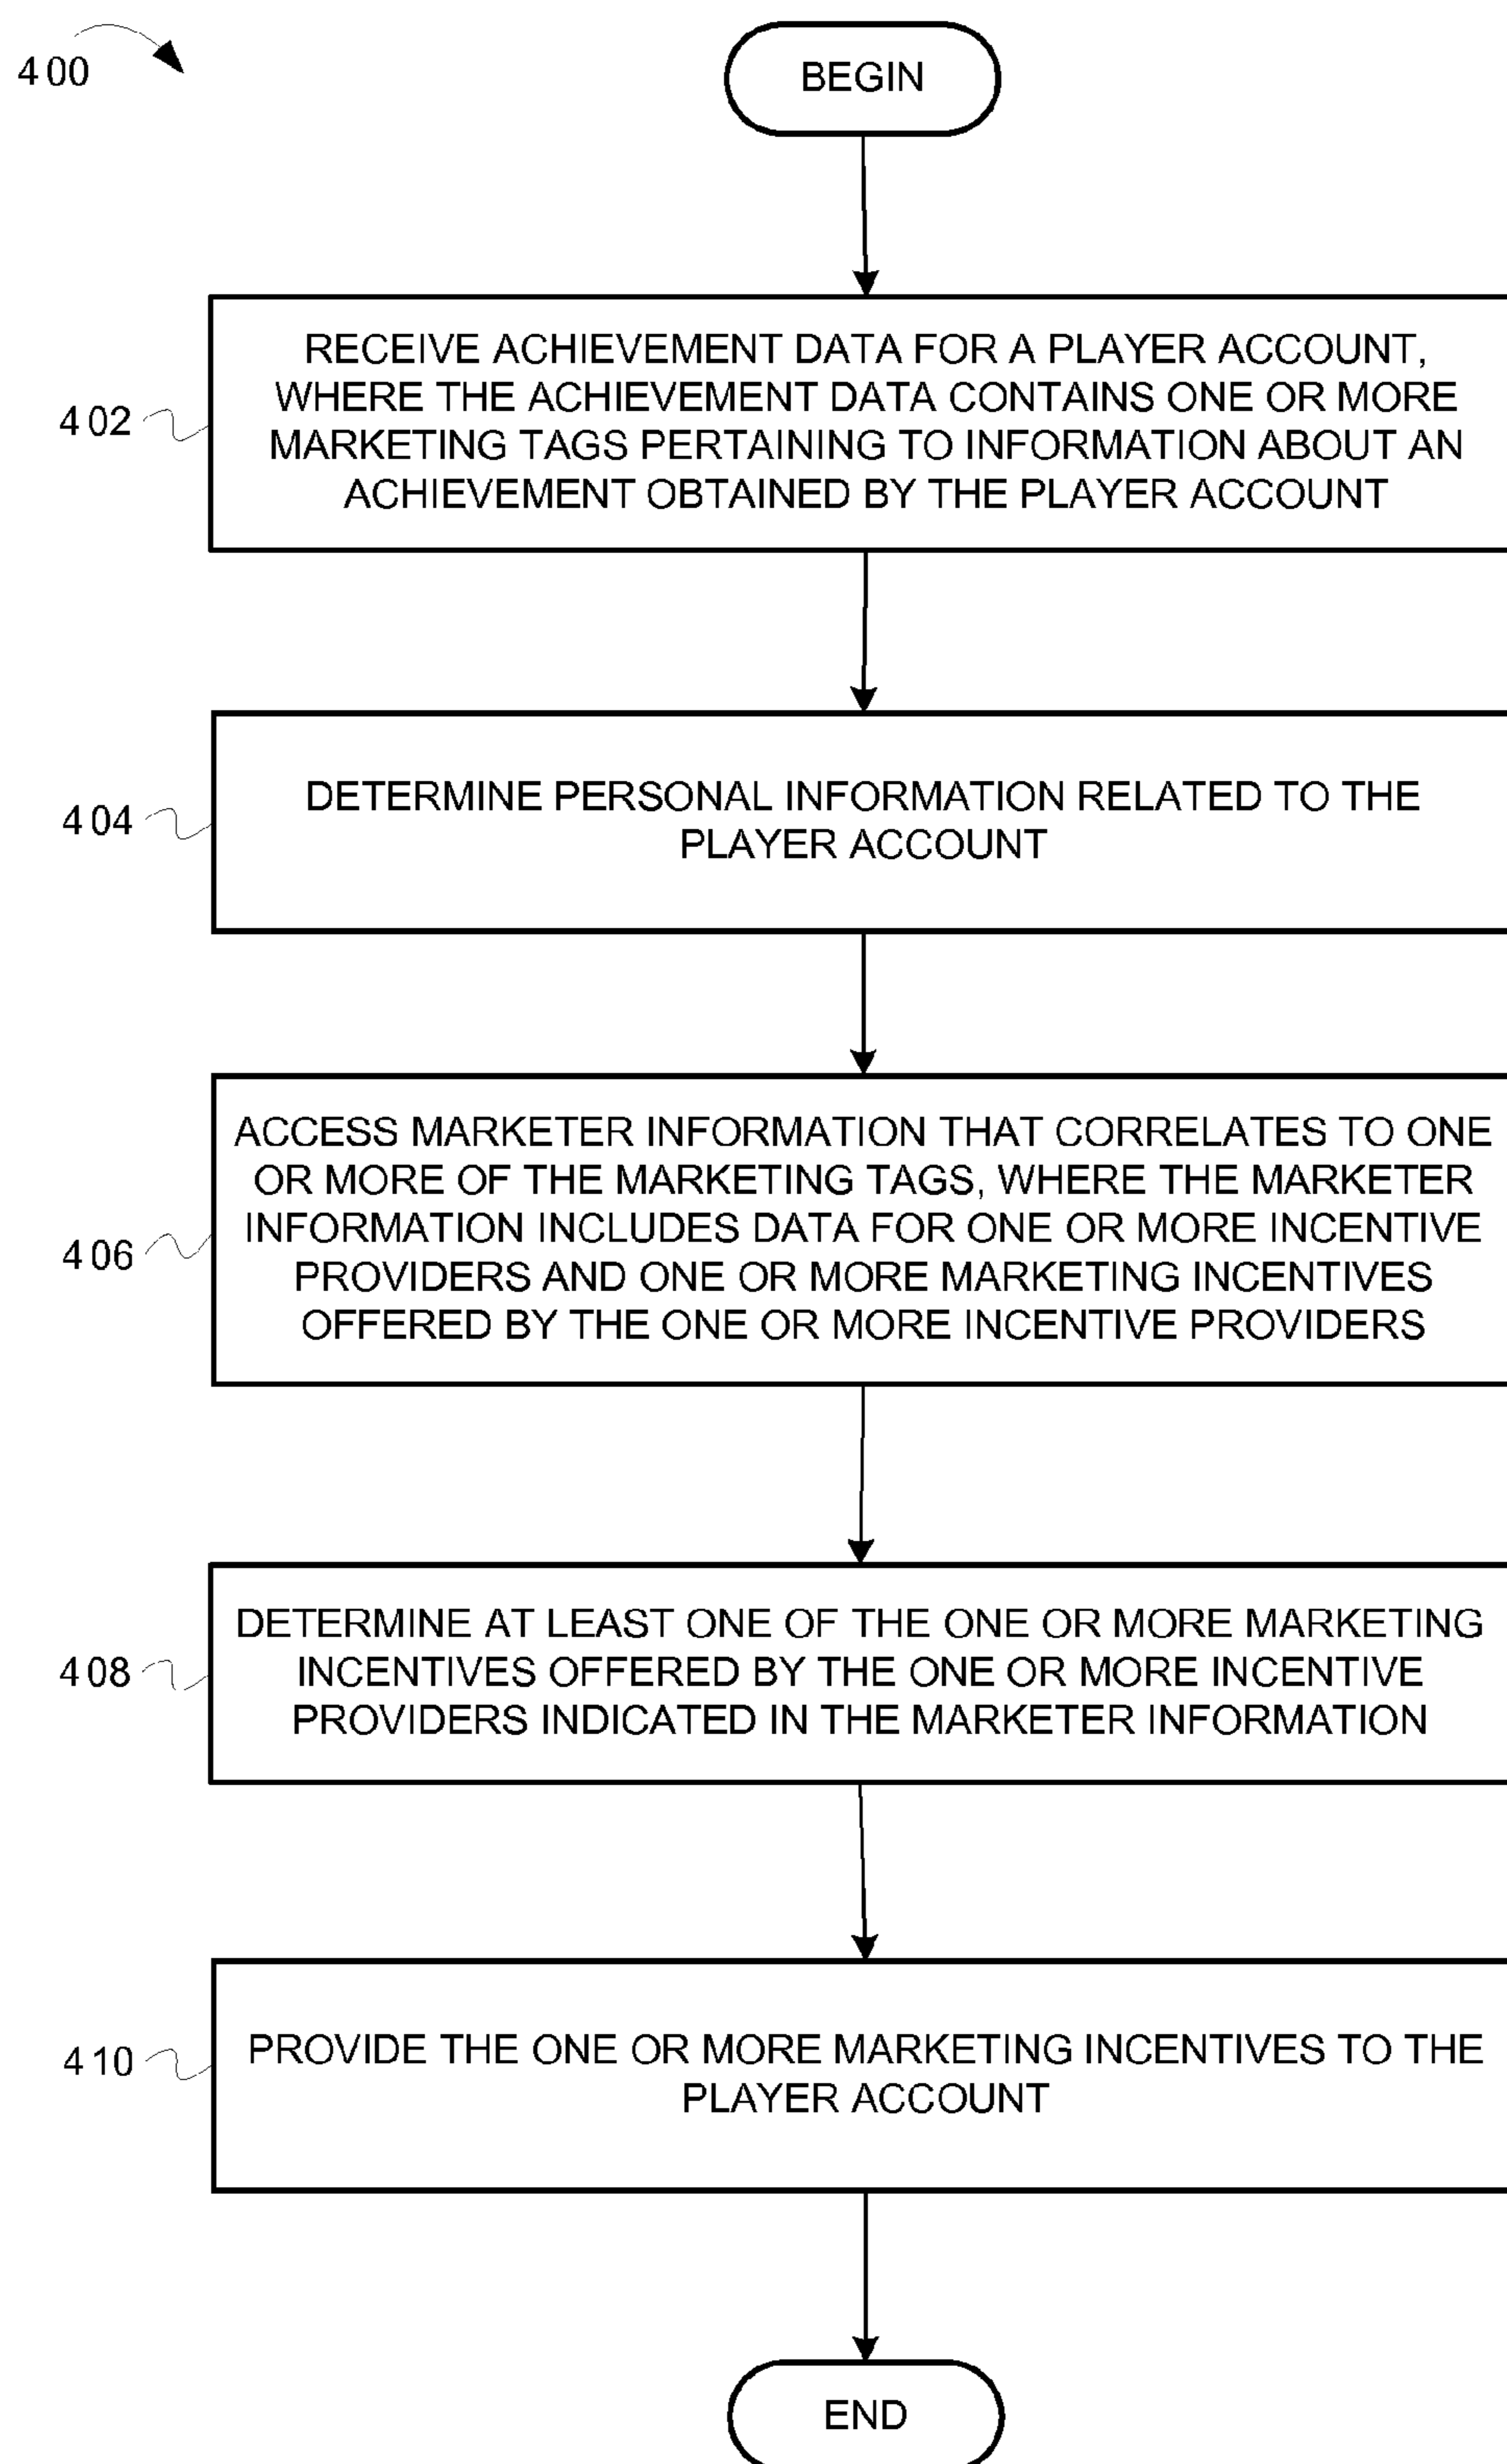 400
BEGIN
402
RECEIVE ACHIEVEMENT DATA FOR A PLAYER ACCOUNT,
WHERE THE ACHIEVEMENT DATA CONTAINS ONE OR MORE
MARKETING TAGS PERTAINING TO INFORMATION ABOUT AN
ACHIEVEMENT OBTAINED BY THE PLAYER ACCOUNT
404
DETERMINE PERSONAL INFORMATION RELATED TO THE
PLAYER ACCOUNT
406
ACCESS MARKETER INFORMATION THAT CORRELATES TO ONE
OR MORE OF THE MARKETING TAGS, WHERE THE MARKETER
INFORMATION INCLUDES DATA FOR ONE OR MORE INCENTIVE
PROVIDERS AND ONE OR MORE MARKETING INCENTIVES
OFFERED BY THE ONE OR MORE INCENTIVE PROVIDERS
408
DETERMINE AT LEAST ONE OF THE ONE OR MORE MARKETING
INCENTIVES OFFERED BY THE ONE OR MORE INCENTIVE
PROVIDERS INDICATED IN THE MARKETER INFORMATION
410
PROVIDE THE ONE OR MORE MARKETING INCENTIVES TO THE
PLAYER ACCOUNT
END